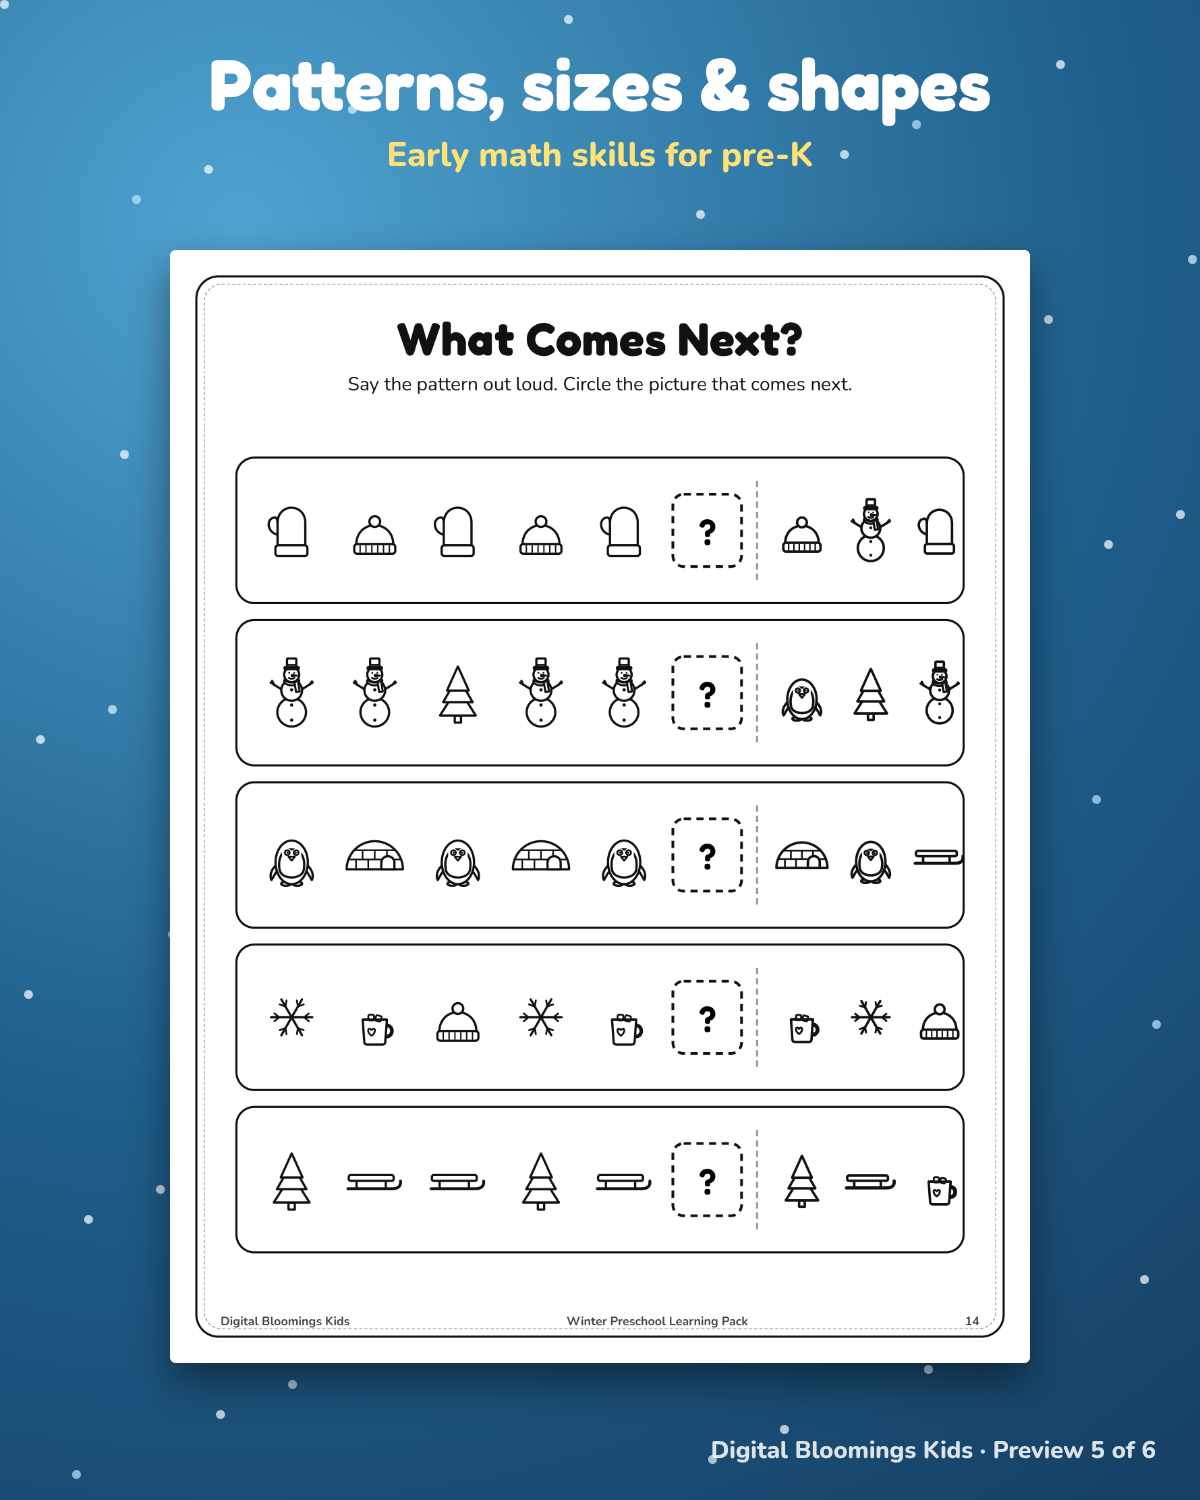 Patterns, sizes & shapes
Early math skills for pre-K
What Comes Next?
Say the pattern out loud. Circle the picture that comes next.
?
?
?
?
?
Digital Bloomings Kids Winter Preschool Learning Pack 14
Digital Bloomings Kids · Preview 5 of 6